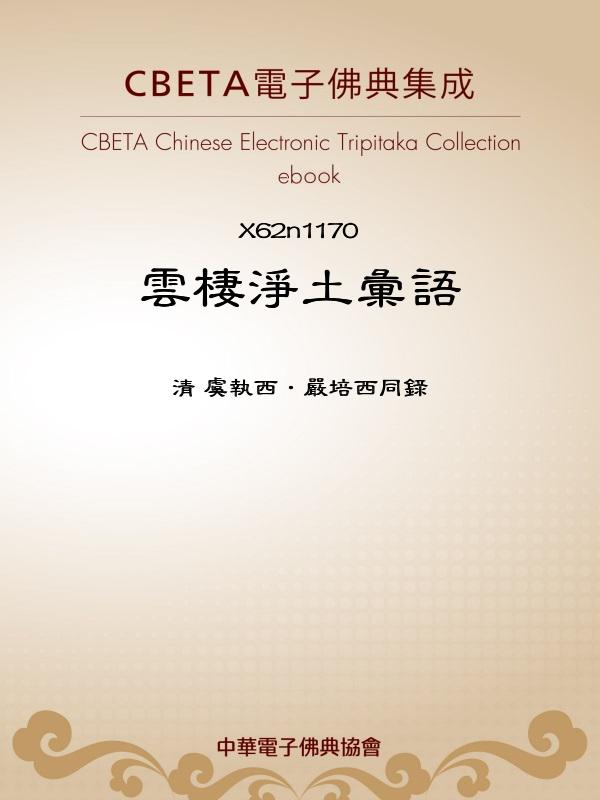 CBETA電子佛典集成
CBETA Chinese Electronic Tripitaka Collection
ebook
X62n1170
雲棲淨土彙語
清 虞執西・嚴培西同錄
中華電子佛典協會